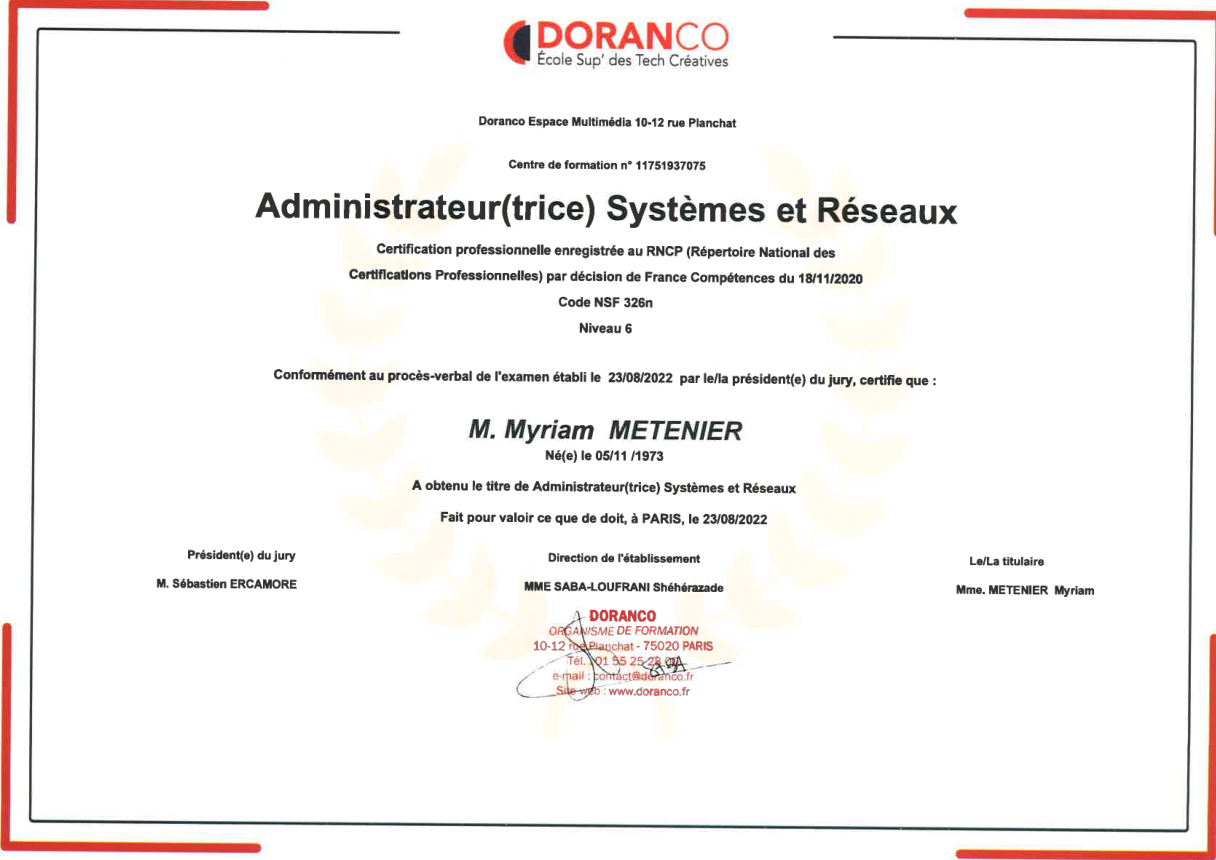 DORANCO
École Sup' des Tech Créatives
Doranco Espace Multimédia 10-12 rue Planchat
Centre de formation n° 11751937075
Administrateur(trice) Systèmes et Réseaux
Certification professionnelle enregistrée au RNCP (Répertoire National des
Certifications Professionnelles) par décision de France Compétences du 18/11/2020
Code NSF 326n
Niveau 6
Conformément au procès-verbal de l'examen établi le 23/08/2022 par le/la président(e) du jury, certifie que :
M. Myriam METENIER
Né(e) le 05/11 /1973
A obtenu le titre de Administrateur(trice) Systèmes et Réseaux
Fait pour valoir ce que de doit, à PARIS, le 23/08/2022
Président(e) du jury
M. Sébastien ERCAMORE
Direction de l'établissement
MME SABA-LOUFRANI Shéhérazade
Le/La titulaire
Mme. METENIER Myriam
DORANCO
ORGANISME DE FORMATION
10-12 rue Planchat - 75020 PARIS
Tél. : 01 55 25 28
e-mail : contact@doranco.fr
Site web : www.doranco.fr